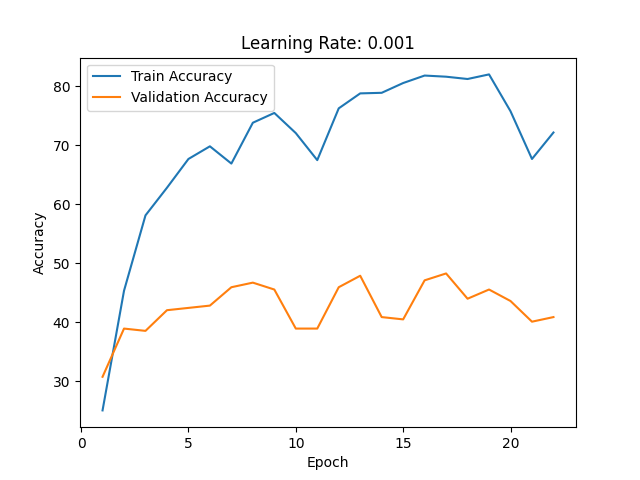 Learning Rate: 0.001
Train Accuracy
Validation Accuracy
Accuracy
80
70
60
50
40
30
0 5 10 15 20
Epoch